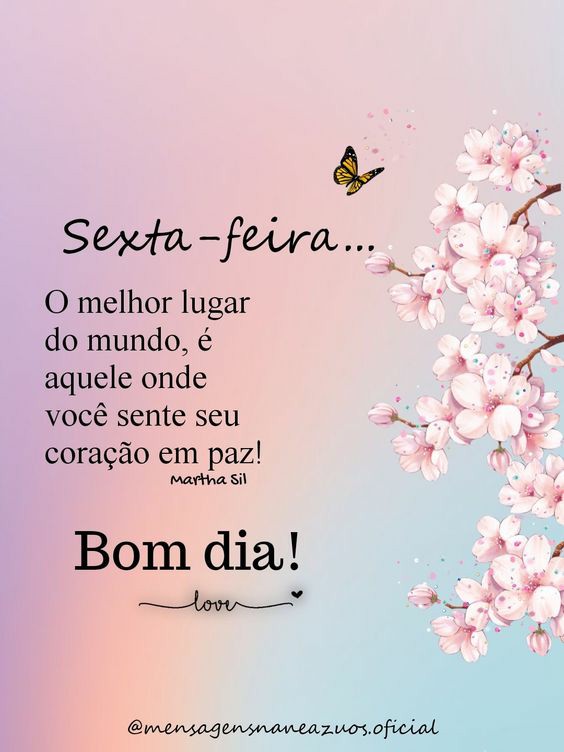 Sexta-feira...
O melhor lugar
do mundo, é
aquele onde
você sente seu
coração em paz!
Martha Sil
Bom dia!
love
@mensagensnaneazuos.oficial